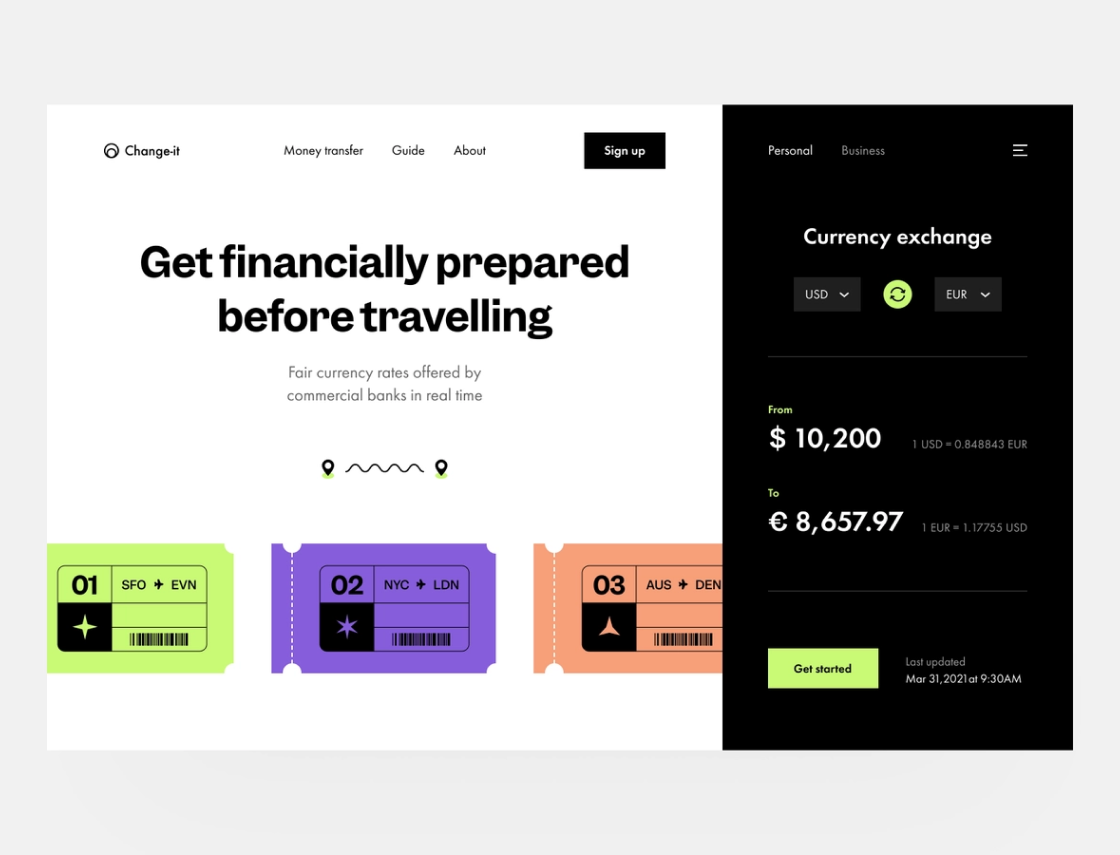 Change-it
Money transfer
Guide
About
Sign up
Get financially prepared
before travelling
Fair currency rates offered by
commercial banks in real time
01
SFO EVN
02
NYC LDN
03
AUS DEN
Personal
Business
Currency exchange
USD
EUR
From
$ 10,200
1 USD = 0.848843 EUR
To
€ 8,657.97
1 EUR = 1.17755 USD
Get started
Last updated
Mar 31,2021at 9:30AM